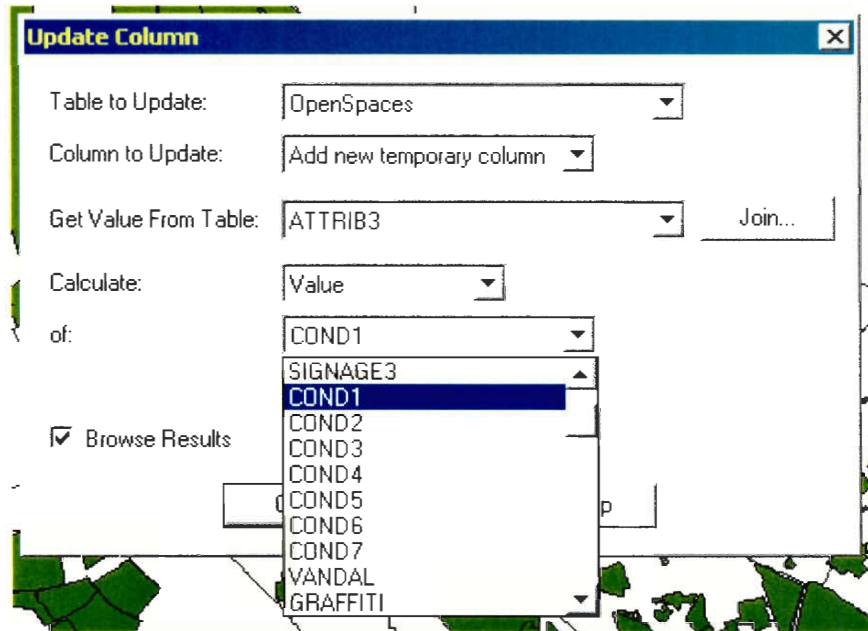 Update Column
Table to Update: OpenSpaces
Column to Update: Add new temporary column
Get Value From Table: ATTRIB3 Join...
Calculate: Value
of: COND1
SIGNAGE3
COND1
COND2
COND3
Browse Results
COND4
COND5
COND6
COND7
VANDAL
GRAFFITI